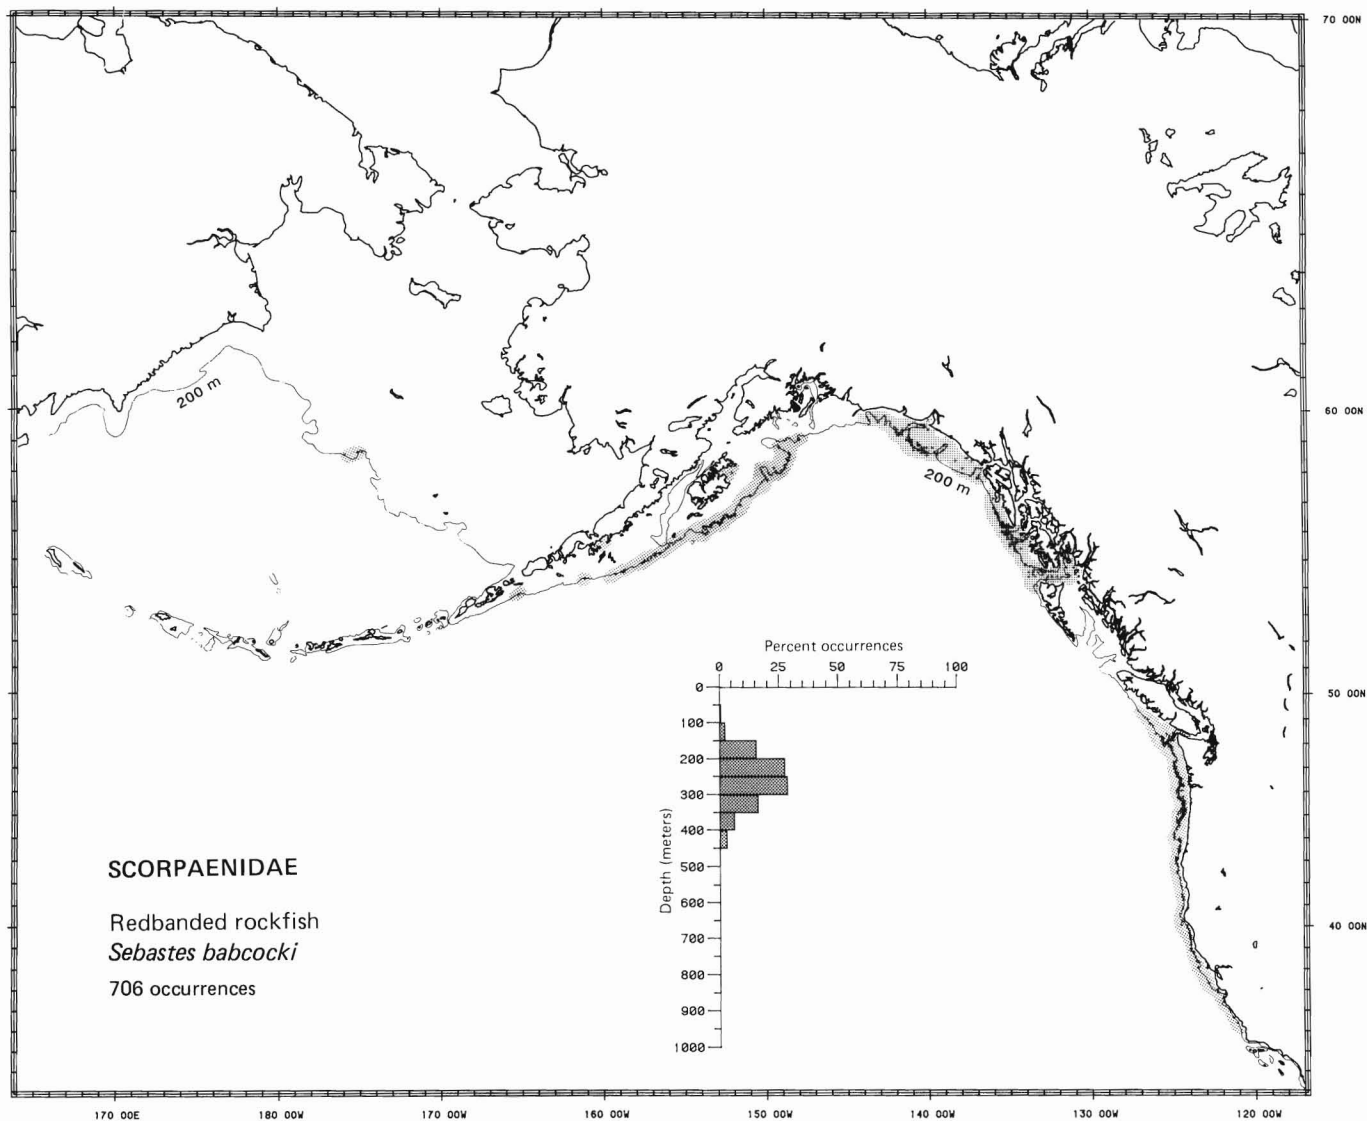 70 00N
200 m
60 00N
200 m
Percent occurrences
0 25 50 75 100
50 00N
0
100
200
300
400
500
600
700
800
900
1000
Depth (meters)
40 00N
SCORPAENIDAE
Redbanded rockfish
Sebastes babcocki
706 occurrences
170 00E 180 00W 170 00W 160 00W 150 00W 140 00W 130 00W 120 00W